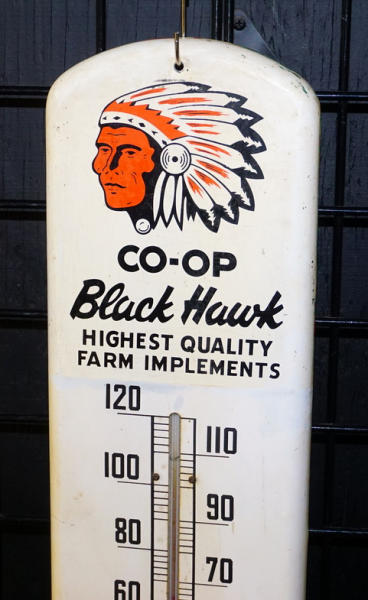 CO-OP
Black Hawk
HIGHEST QUALITY
FARM IMPLEMENTS
120
110
100
90
80
70
60